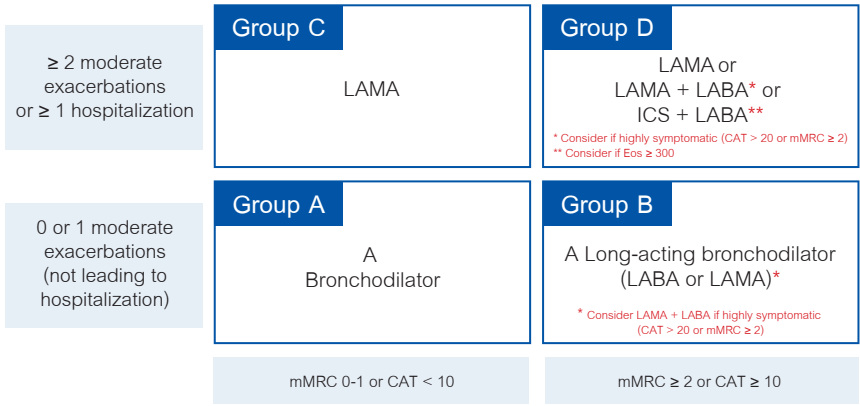 ≥ 2 moderate
exacerbations
or ≥ 1 hospitalization
Group C
LAMA
Group D
LAMA or
LAMA + LABA* or
ICS + LABA**
* Consider if highly symptomatic (CAT > 20 or mMRC ≥ 2)
** Consider if Eos ≥ 300
0 or 1 moderate
exacerbations
(not leading to
hospitalization)
Group A
A
Bronchodilator
Group B
A Long-acting bronchodilator
(LABA or LAMA)*
* Consider LAMA + LABA if highly symptomatic
(CAT > 20 or mMRC ≥ 2)
mMRC 0-1 or CAT < 10
mMRC ≥ 2 or CAT ≥ 10